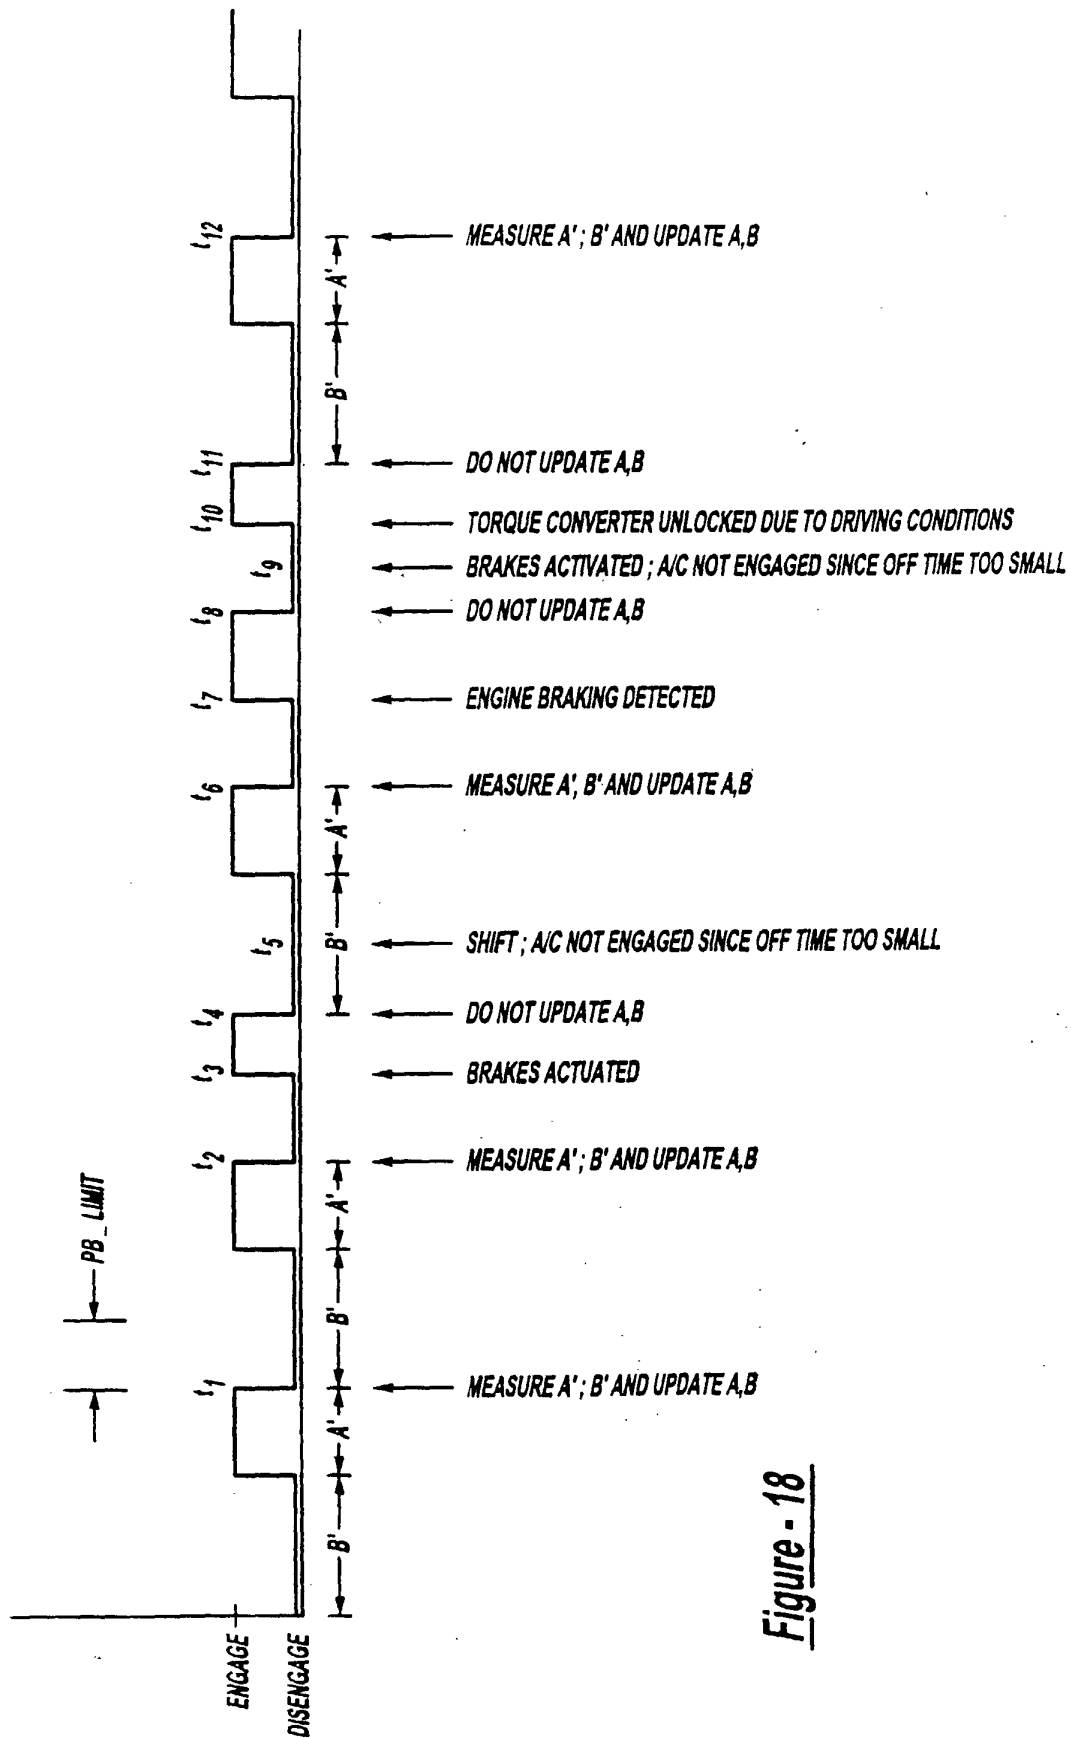 ENGAGE
DISENGAGE
PB_LIMIT
t1
t2
t3
t4
t5
t6
t7
t8
t9
t10
t11
t12
B'
A'
B'
A'
B'
A'
B'
A'
MEASURE A' ; B' AND UPDATE A,B
DO NOT UPDATE A,B
TORQUE CONVERTER UNLOCKED DUE TO DRIVING CONDITIONS
BRAKES ACTIVATED ; A/C NOT ENGAGED SINCE OFF TIME TOO SMALL
DO NOT UPDATE A,B
ENGINE BRAKING DETECTED
MEASURE A', B' AND UPDATE A,B
SHIFT ; A/C NOT ENGAGED SINCE OFF TIME TOO SMALL
DO NOT UPDATE A,B
BRAKES ACTUATED
MEASURE A' ; B' AND UPDATE A,B
MEASURE A' ; B' AND UPDATE A,B
Figure - 18